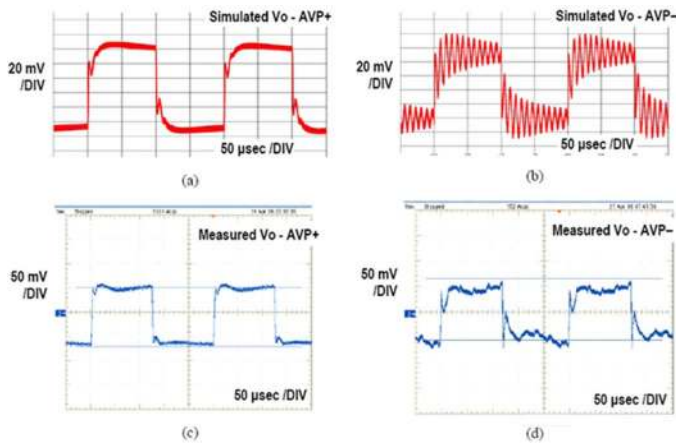 Simulated Vo - AVP+
20 mV
/DIV
50 µsec /DIV
(a)
Simulated Vo - AVP–
20 mV
/DIV
50 µsec /DIV
(b)
Measured Vo - AVP+
50 mV
/DIV
50 µsec /DIV
(c)
Measured Vo - AVP–
50 mV
/DIV
50 µsec /DIV
(d)